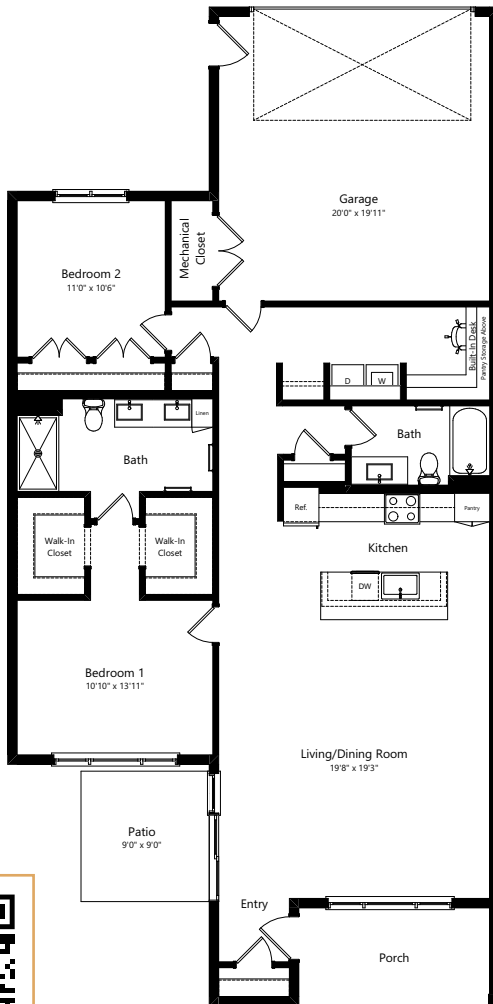 Garage
20'0" x 19'11"
Mechanical
Closet
Bedroom 2
11'0" x 10'6"
Built-In Desk
Pantry Storage Above
D
W
Linen
Bath
Bath
Walk-In
Closet
Walk-In
Closet
Ref.
Pantry
Kitchen
DW
Bedroom 1
10'10" x 13'11"
Living/Dining Room
19'8" x 19'3"
Patio
9'0" x 9'0"
Entry
Porch